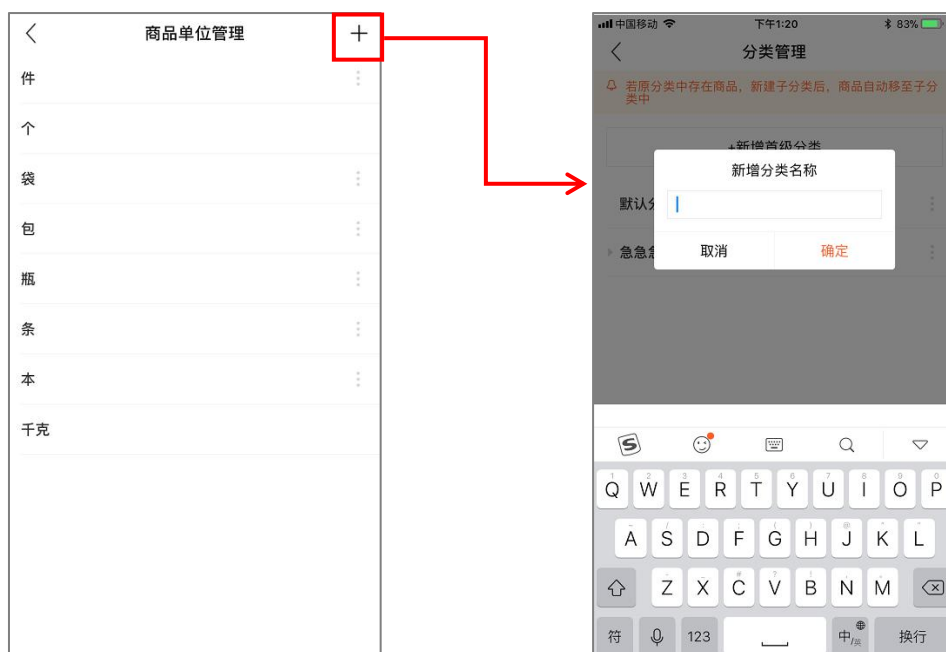 商品单位管理
件
个
袋
包
瓶
条
本
千克
中国移动 下午1:20 83%
分类管理
若原分类中存在商品，新建子分类后，商品自动移至子分
类中
+新增首级分类
新增分类名称
默认
急急
取消 确定
Q W E R T Y U I O P
A S D F G H J K L
Z X C V B N M
符 123 中/英 换行